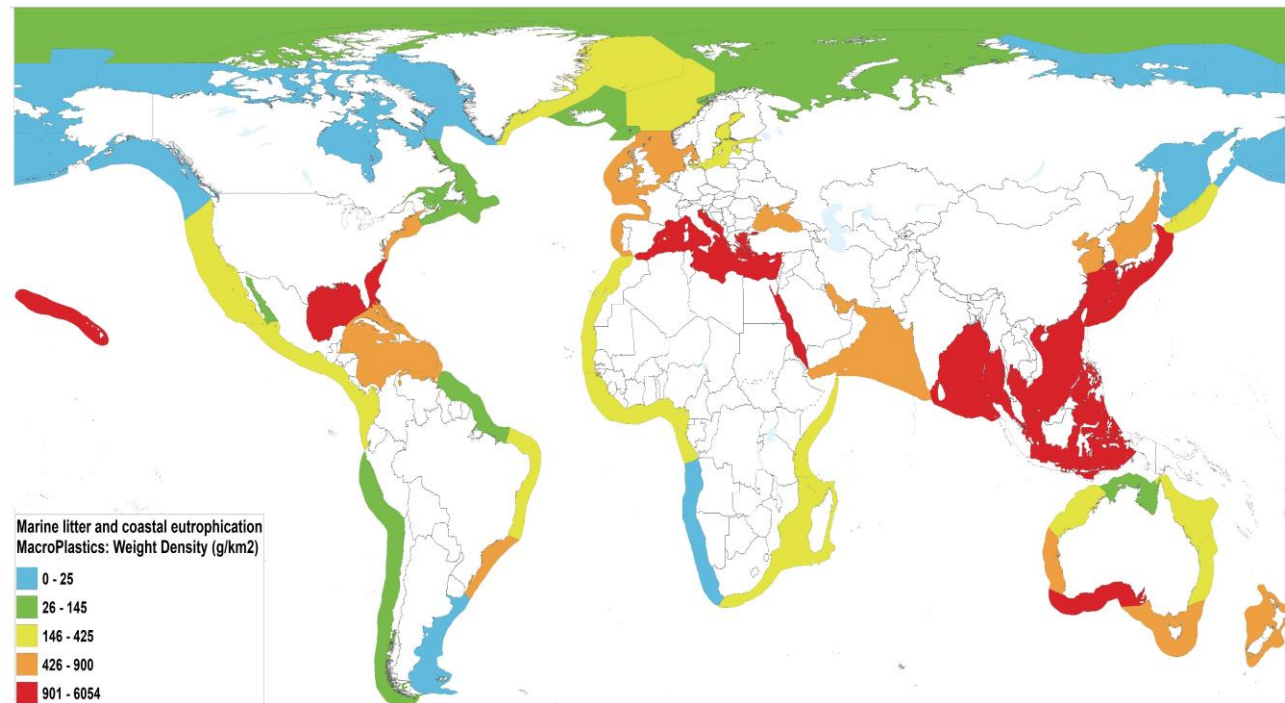 Marine litter and coastal eutrophication
MacroPlastics: Weight Density (g/km2)
0 - 25
26 - 145
146 - 425
426 - 900
901 - 6054